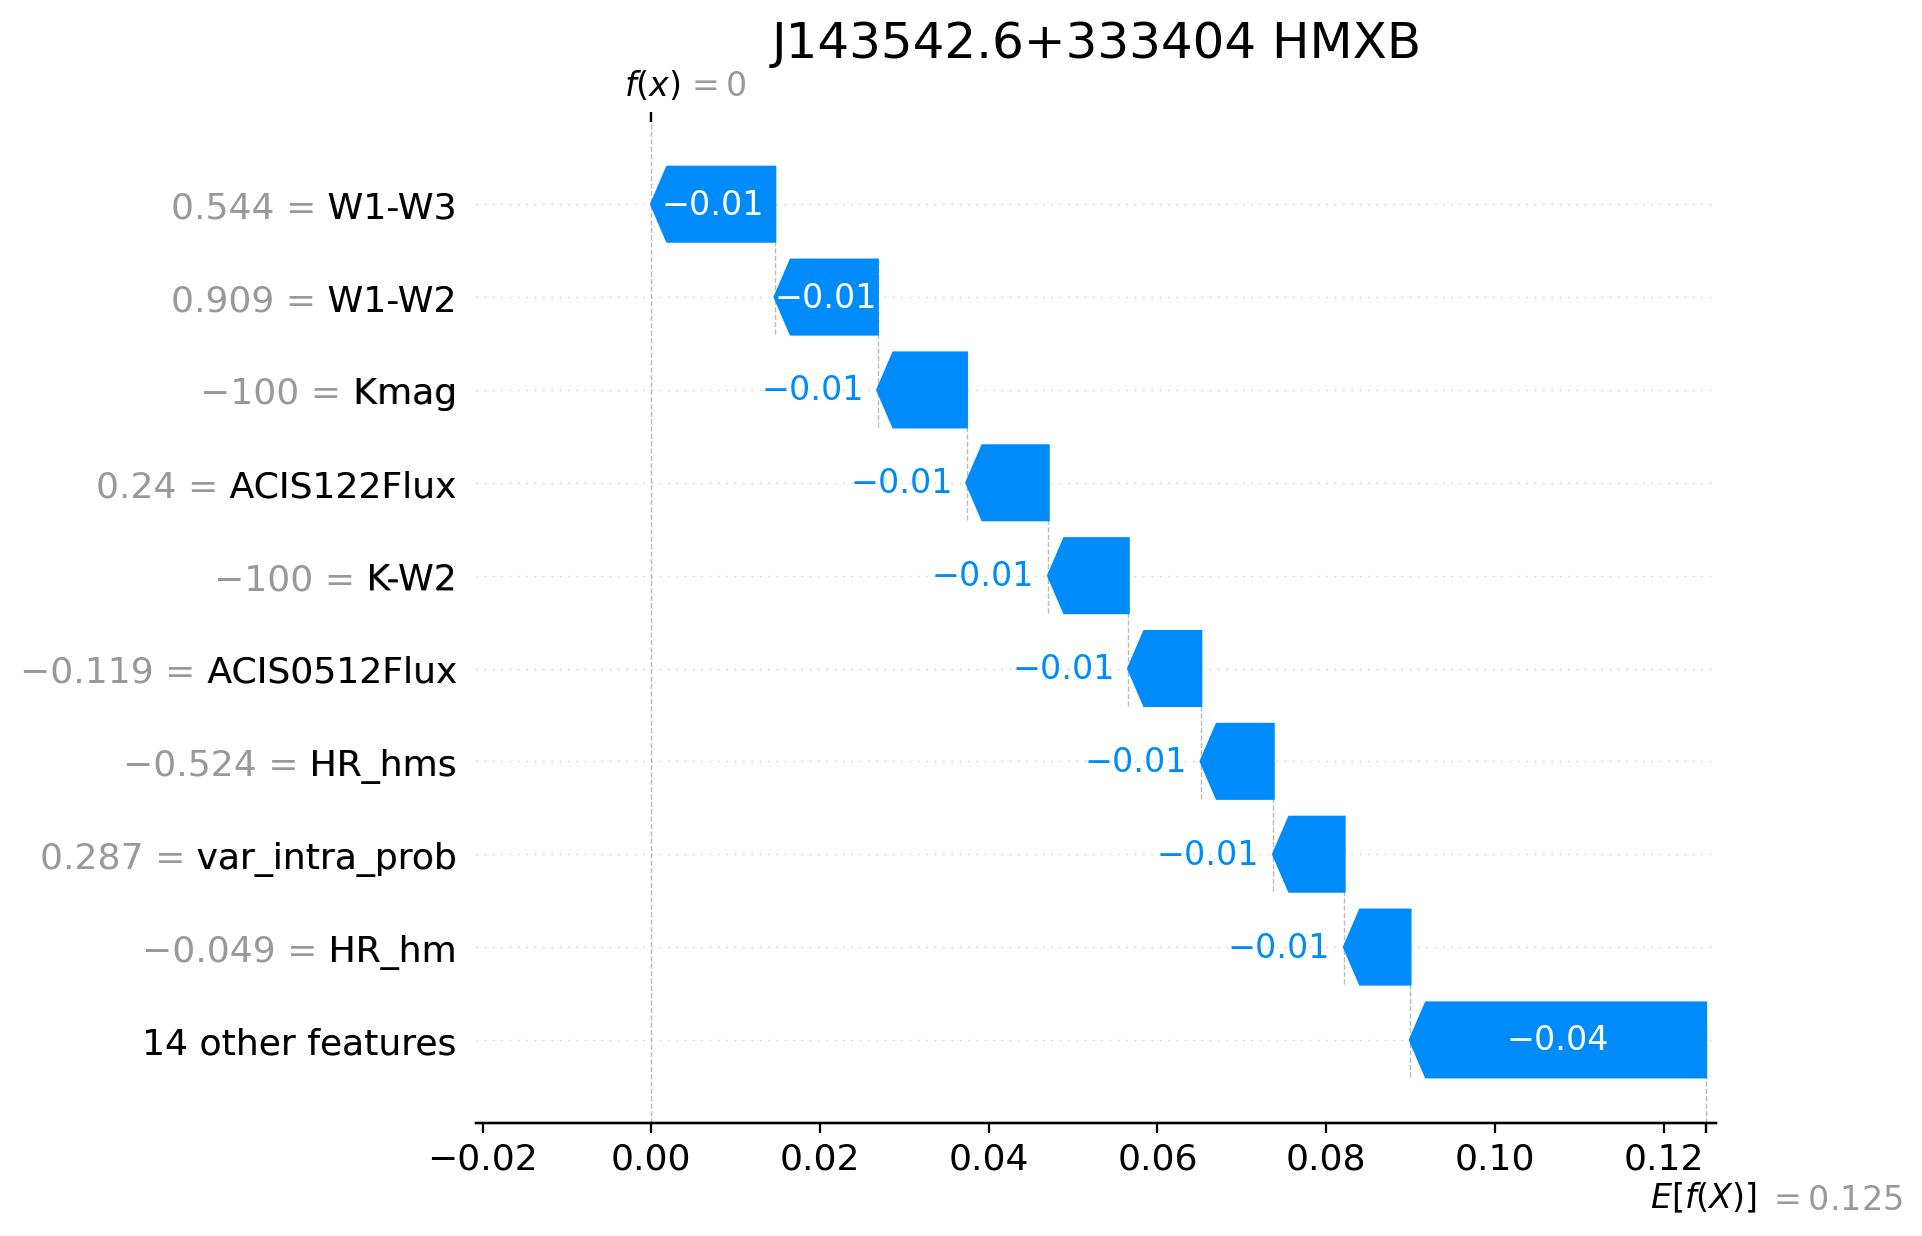 J143542.6+333404 HMXB
f(x) = 0
0.544 = W1-W3
−0.01
0.909 = W1-W2
−0.01
−100 = Kmag
−0.01
0.24 = ACIS122Flux
−0.01
−100 = K-W2
−0.01
−0.119 = ACIS0512Flux
−0.01
−0.524 = HR_hms
−0.01
0.287 = var_intra_prob
−0.01
−0.049 = HR_hm
−0.01
14 other features
−0.04
−0.02 0.00 0.02 0.04 0.06 0.08 0.10 0.12
E[f(X)] = 0.125